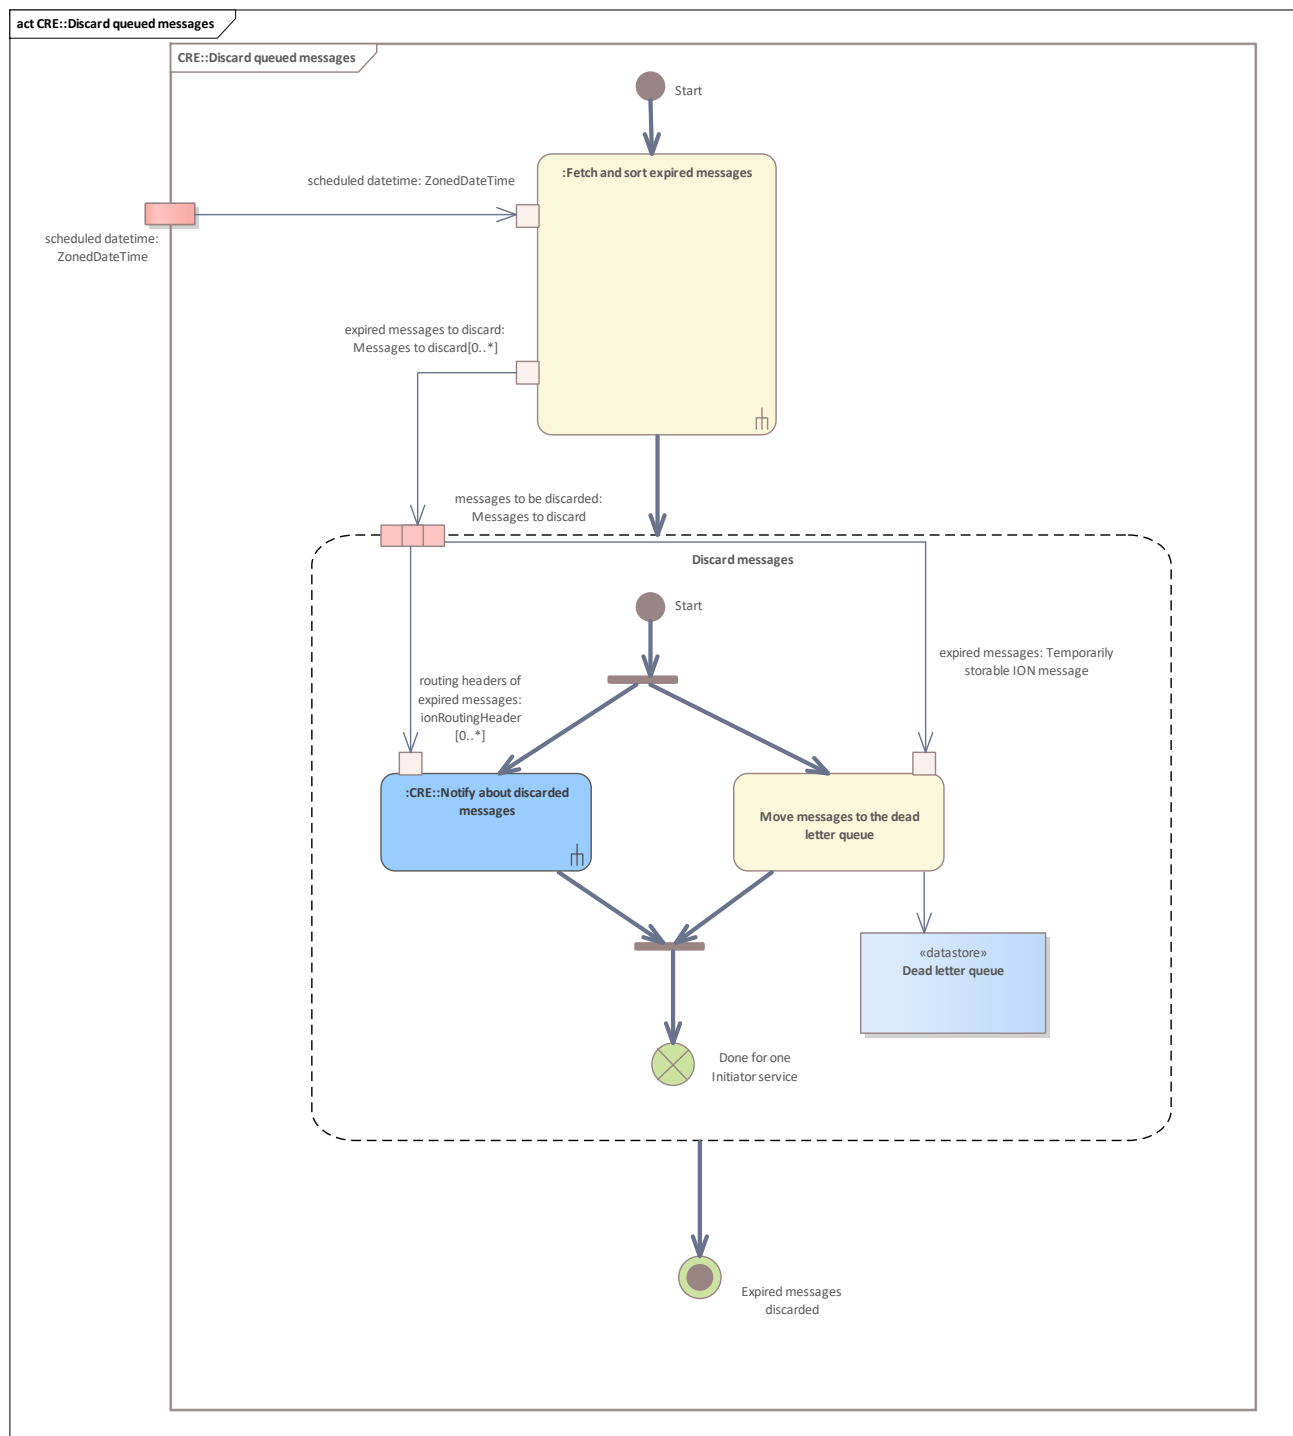 act CRE::Discard queued messages
CRE::Discard queued messages
Start
:Fetch and sort expired messages
scheduled datetime: ZonedDateTime
scheduled datetime:
ZonedDateTime
expired messages to discard:
Messages to discard[0..*]
messages to be discarded:
Messages to discard
Discard messages
Start
expired messages: Temporarily
storable ION message
routing headers of
expired messages:
ionRoutingHeader
[0..*]
:CRE::Notify about discarded
messages
Move messages to the dead
letter queue
«datastore»
Dead letter queue
Done for one
Initiator service
Expired messages
discarded